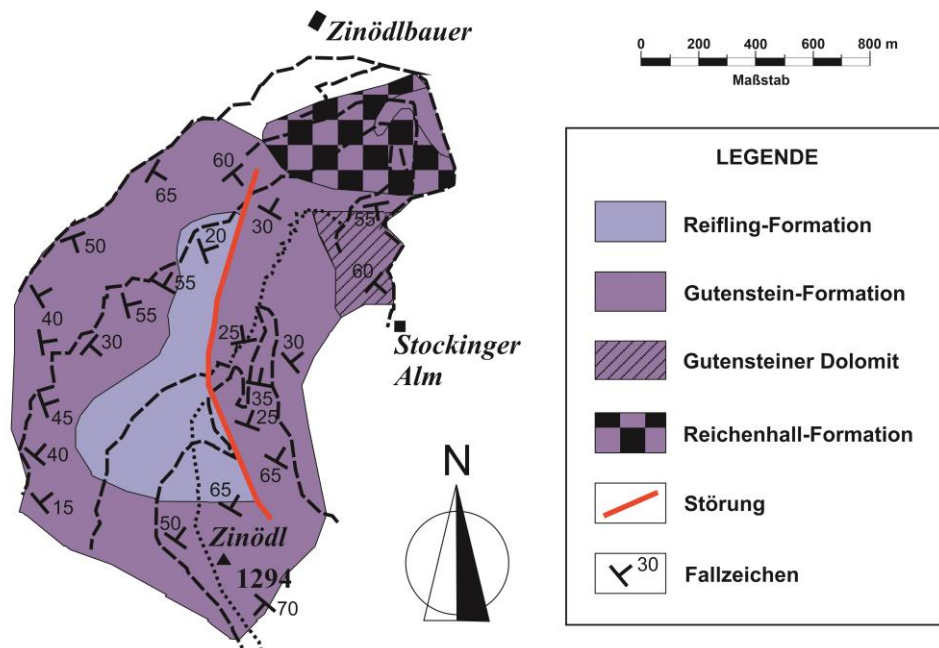 Zinödlbauer
0 200 400 600 800 m
Maßstab
60
65
30
55
50
20
60
55
40
55
25
30
30
Stockinger
Alm
35
45
25
40
65
65
15
50
Zinödl
1294
70
N
LEGENDE
Reifling-Formation
Gutenstein-Formation
Gutensteiner Dolomit
Reichenhall-Formation
Störung
30
Fallzeichen